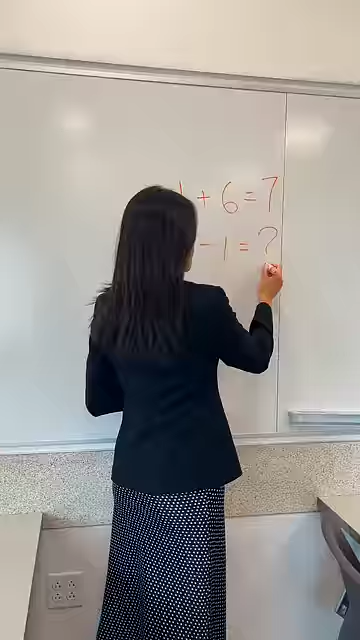 1 + 6 = 7
- 1 = ?